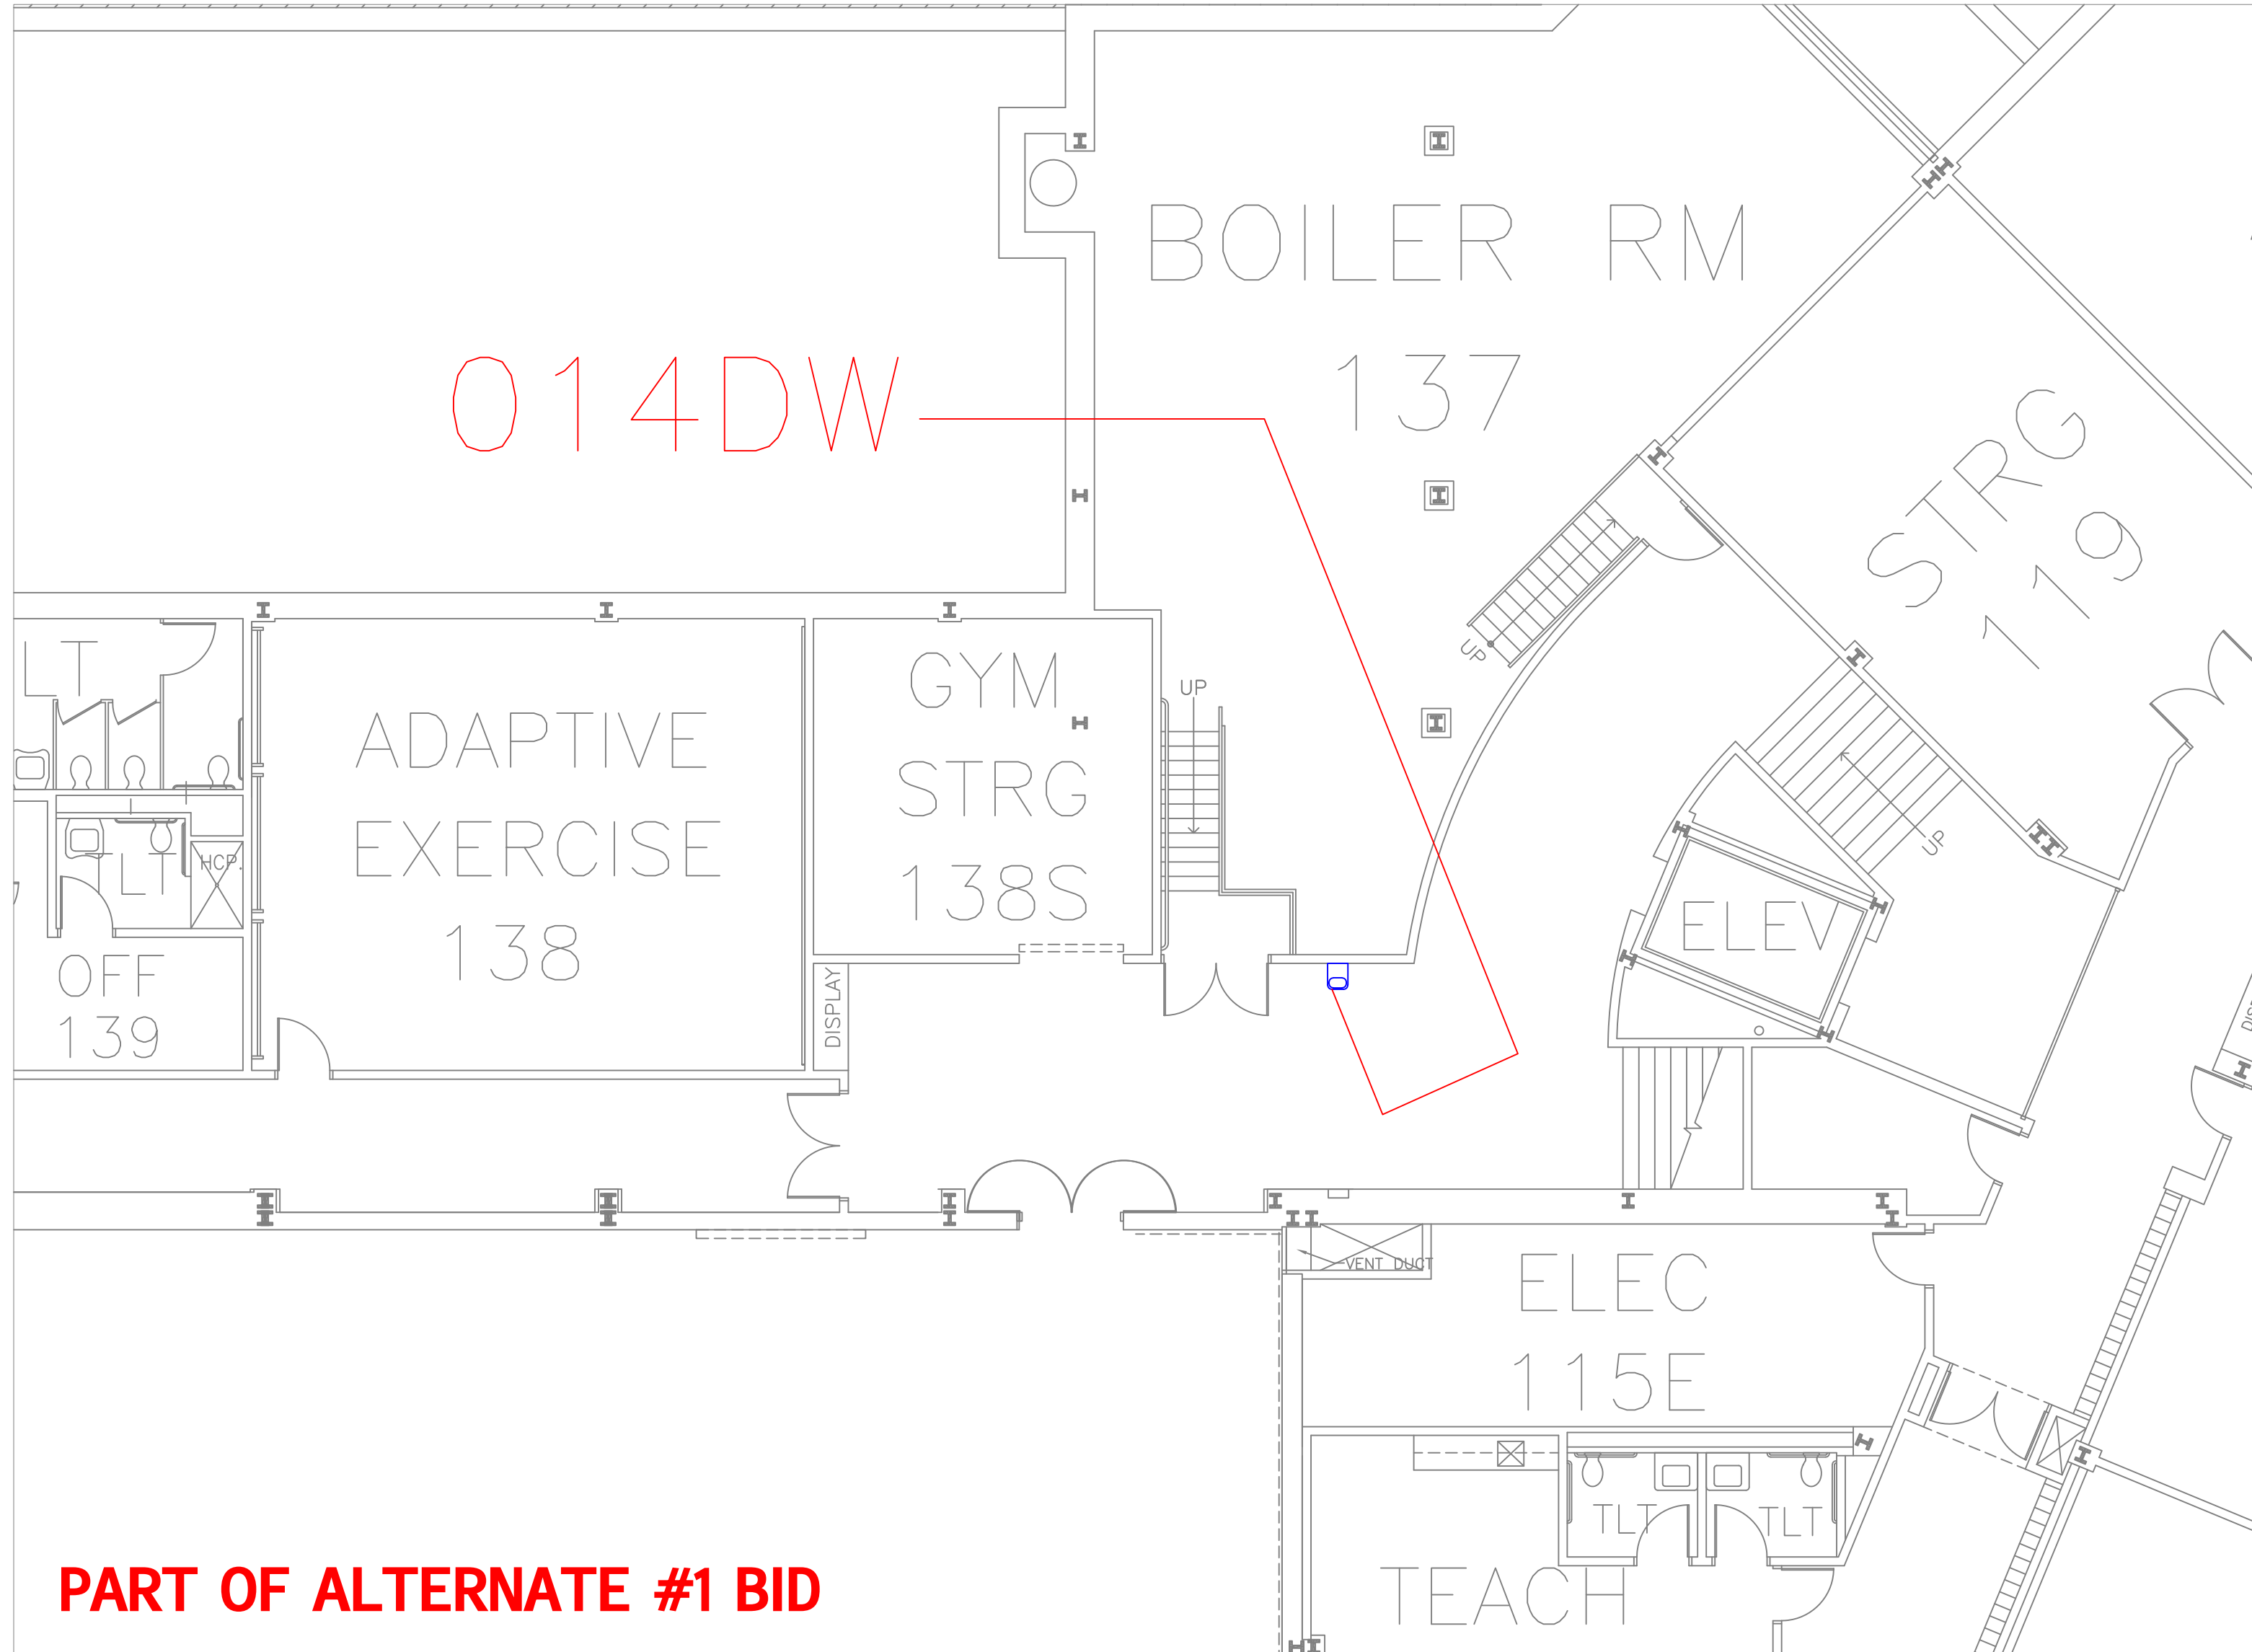 BOILER RM
137
014DW
STRG
119
LT
UP
GYM
STRG
138S
UP
ADAPTIVE
EXERCISE
138
UP
HCP.
TLT
ELEV
OFF
139
DISPLAY
VENT DUCT
ELEC
115E
TLT
TLT
TEACH
PART OF ALTERNATE #1 BID